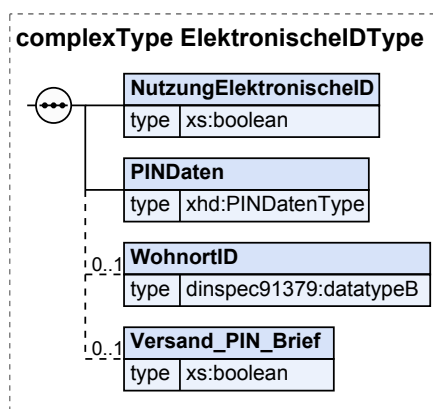 complexType ElektronischeIDType
NutzungElektronischeID
type xs:boolean
PINDaten
type xhd:PINDatenType
0..1 WohnortID
type dinspec91379:datatypeB
0..1 Versand_PIN_Brief
type xs:boolean